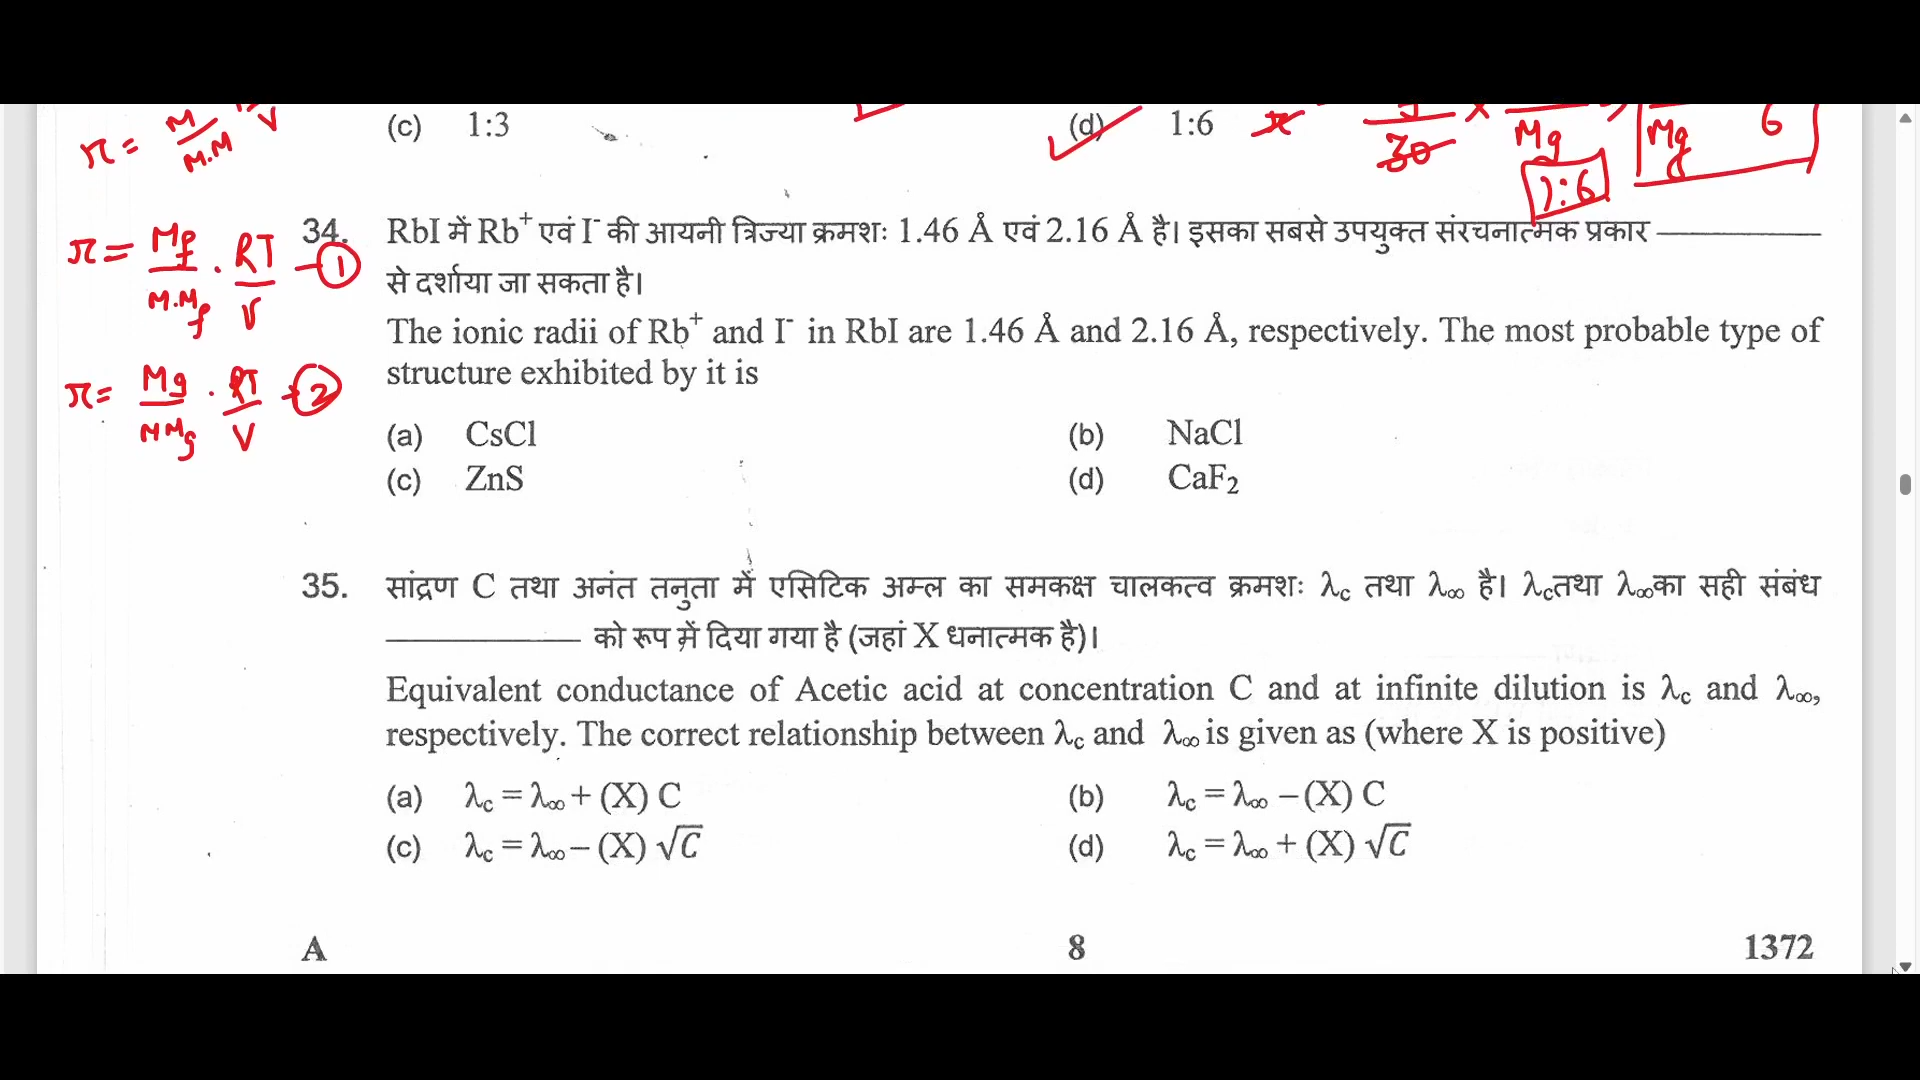 π = M/M.M V
(c) 1:3
(d) 1:6
30 × Mg
Mg 6
1:6
34. RbI में Rb⁺ एवं I⁻ की आयनी त्रिज्या क्रमशः 1.46 Å एवं 2.16 Å है। इसका सबसे उपयुक्त संरचनात्मक प्रकार ————
से दर्शाया जा सकता है।
π = Mf/M.Mf . RT/V – 1
The ionic radii of Rb⁺ and I⁻ in RbI are 1.46 Å and 2.16 Å, respectively. The most probable type of
structure exhibited by it is
π = Mg/MMg . RT/V – 2
(a) CsCl
(b) NaCl
(c) ZnS
(d) CaF₂
35. सांद्रण C तथा अनंत तनुता में एसिटिक अम्ल का समकक्ष चालकत्व क्रमशः λc तथा λ∞ है। λcतथा λ∞का सही संबंध
———— को रूप में दिया गया है (जहां X धनात्मक है)।
Equivalent conductance of Acetic acid at concentration C and at infinite dilution is λc and λ∞,
respectively. The correct relationship between λc and λ∞ is given as (where X is positive)
(a) λc = λ∞ + (X) C
(b) λc = λ∞ – (X) C
(c) λc = λ∞ – (X) √C
(d) λc = λ∞ + (X) √C
A 8 1372